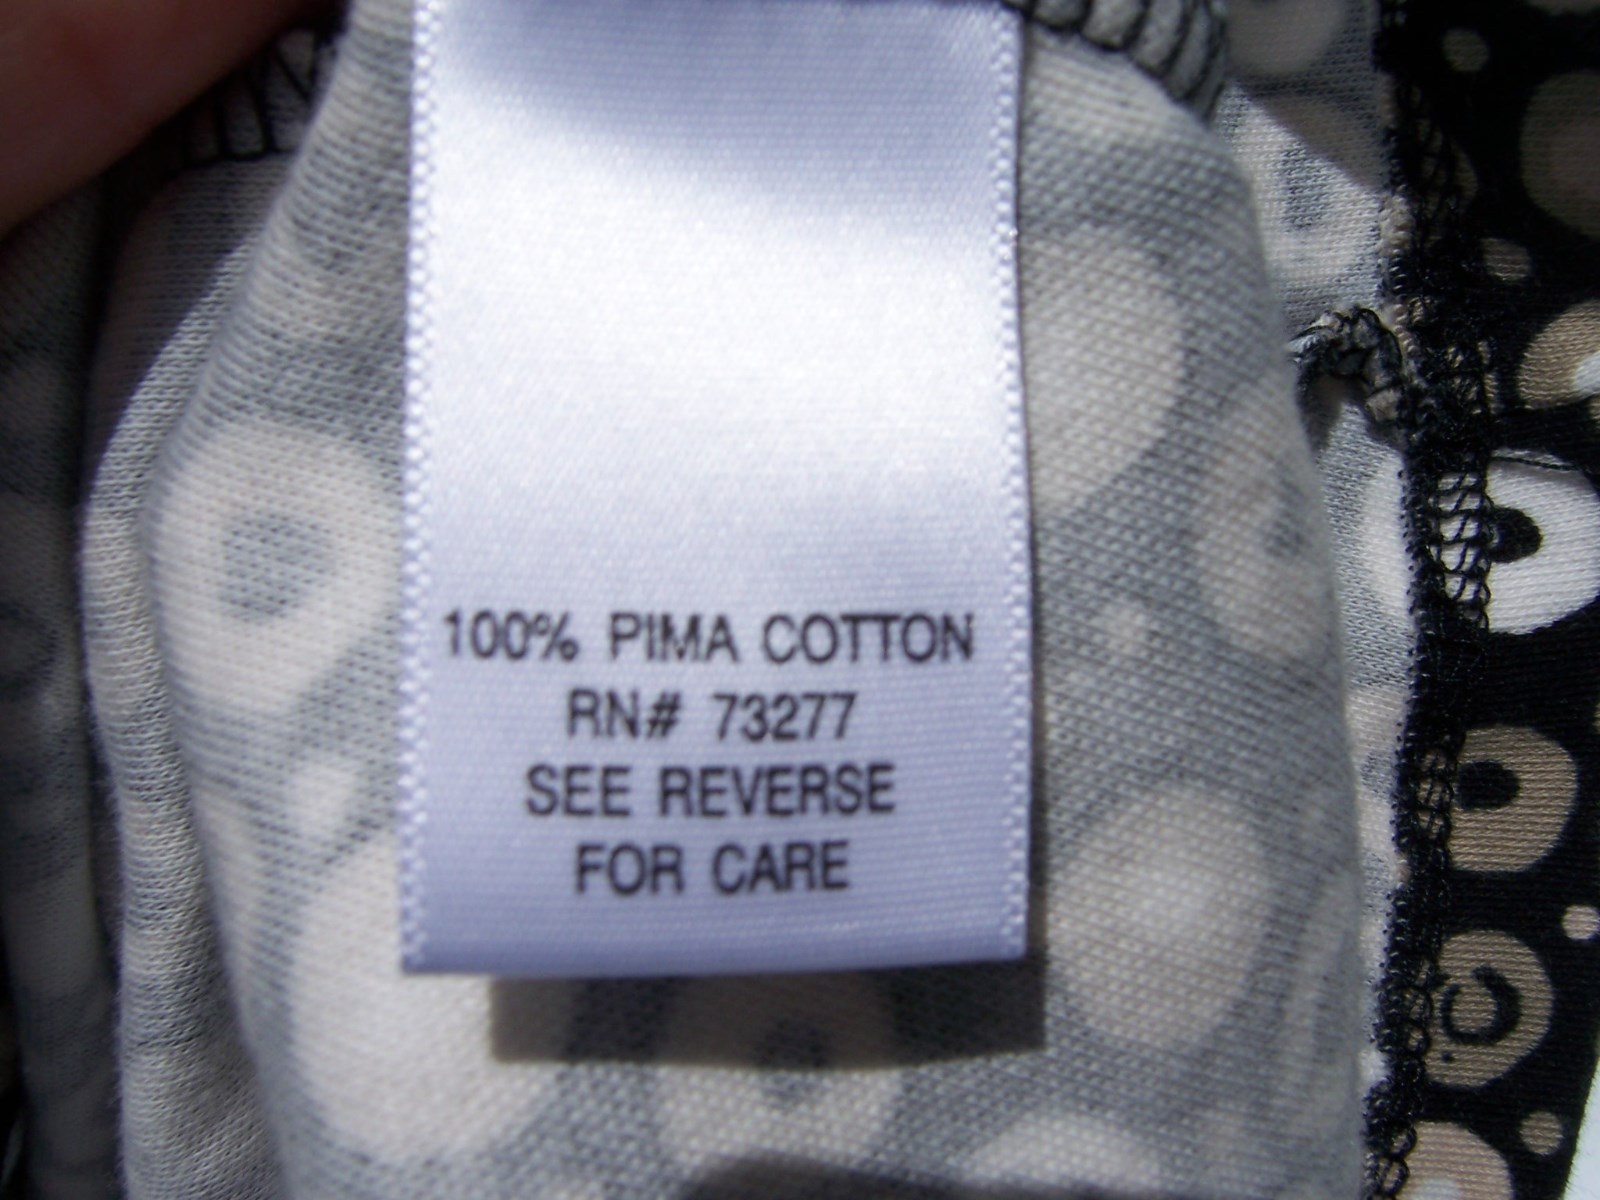 100% PIMA COTTON
RN# 73277
SEE REVERSE
FOR CARE